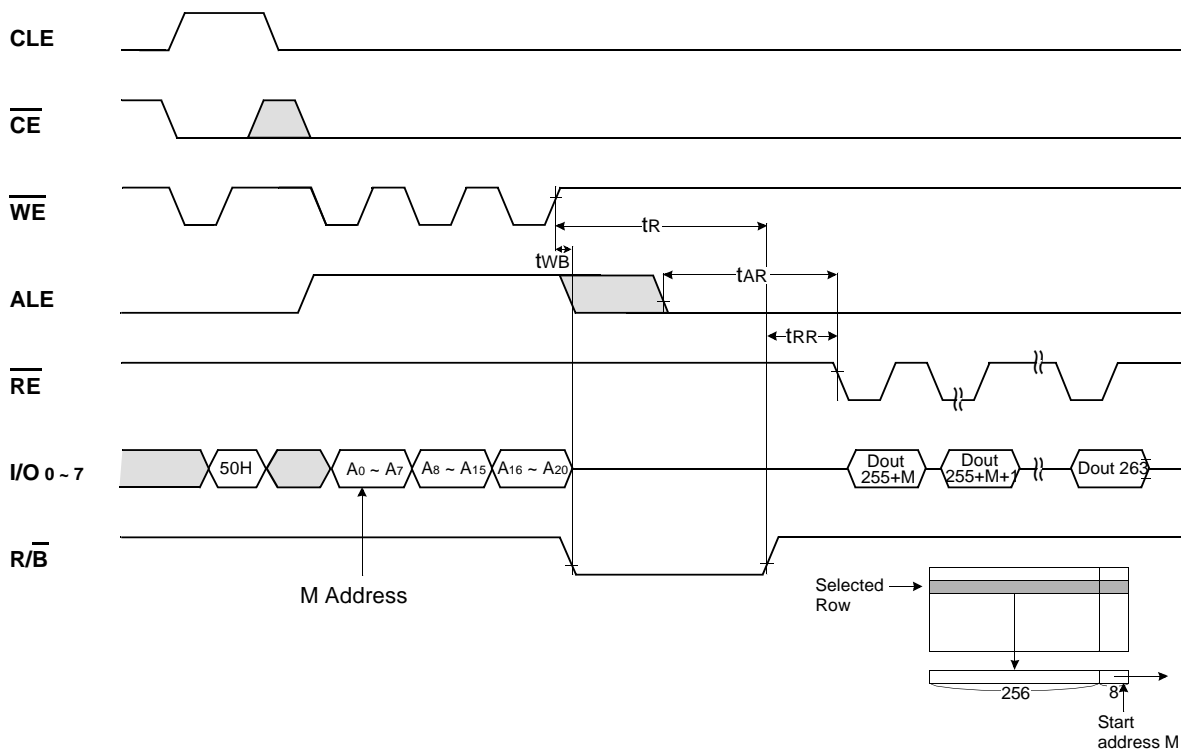 CLE
CE
WE
tR
tWB
ALE
tAR
tRR
RE
I/O 0 ~ 7
50H
A0 ~ A7
A8 ~ A15
A16 ~ A20
Dout
255+M
Dout
255+M+1
Dout 263
R/B
M Address
Selected
Row
256
8
Start
address M